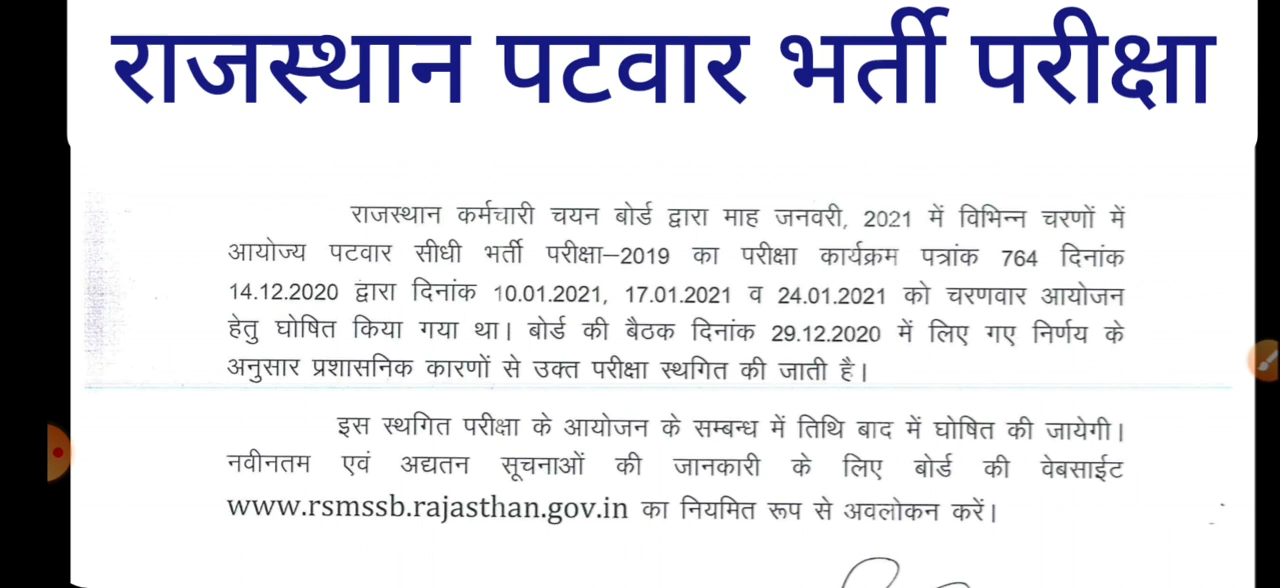 राजस्थान पटवार भर्ती परीक्षा
राजस्थान कर्मचारी चयन बोर्ड द्वारा माह जनवरी, 2021 में विभिन्न चरणों में
आयोज्य पटवार सीधी भर्ती परीक्षा–2019 का परीक्षा कार्यक्रम पत्रांक 764 दिनांक
14.12.2020 द्वारा दिनांक 10.01.2021, 17.01.2021 व 24.01.2021 को चरणवार आयोजन
हेतु घोषित किया गया था। बोर्ड की बैठक दिनांक 29.12.2020 में लिए गए निर्णय के
अनुसार प्रशासनिक कारणों से उक्त परीक्षा स्थगित की जाती है।
इस स्थगित परीक्षा के आयोजन के सम्बन्ध में तिथि बाद में घोषित की जायेगी।
नवीनतम एवं अद्यतन सूचनाओं की जानकारी के लिए बोर्ड की वेबसाईट
www.rsmssb.rajasthan.gov.in का नियमित रूप से अवलोकन करें।